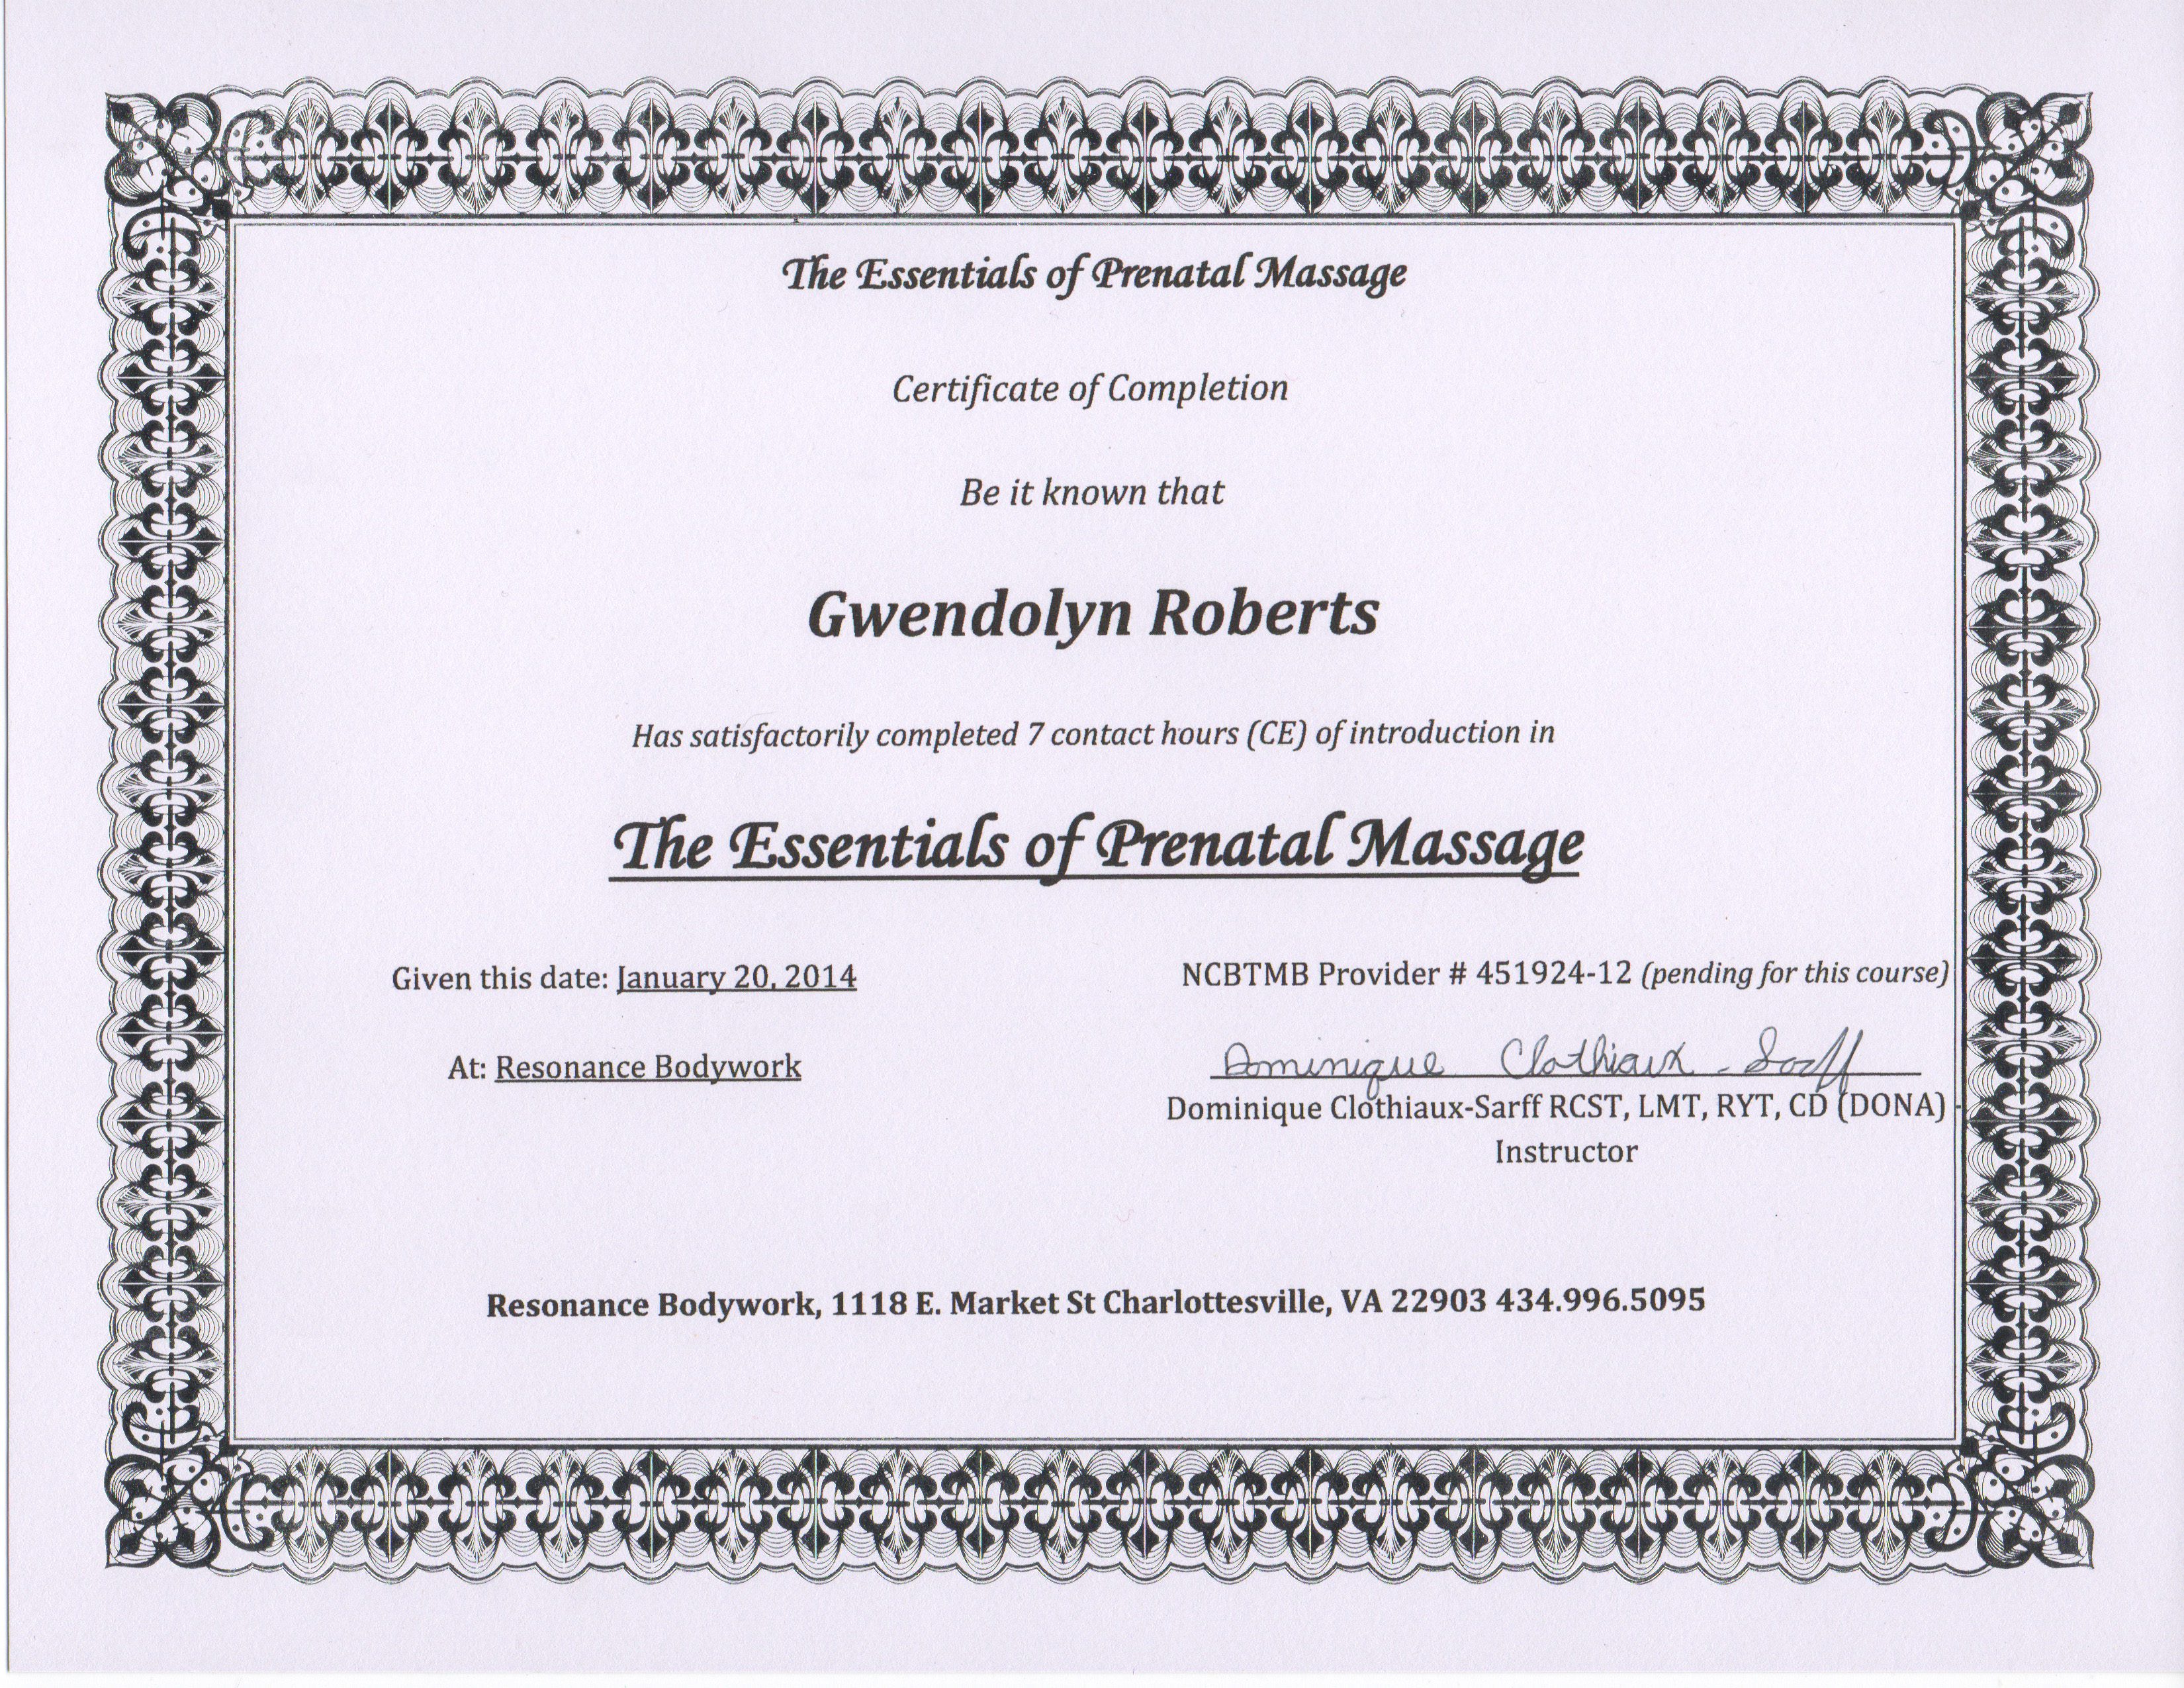 The Essentials of Prenatal Massage
Certificate of Completion
Be it known that
Gwendolyn Roberts
Has satisfactorily completed 7 contact hours (CE) of introduction in
The Essentials of Prenatal Massage
Given this date: January 20, 2014
NCBTMB Provider # 451924-12 (pending for this course)
At: Resonance Bodywork
Dominique Clothiaux-Sarff
Dominique Clothiaux-Sarff RCST, LMT, RYT, CD (DONA)
Instructor
Resonance Bodywork, 1118 E. Market St Charlottesville, VA 22903 434.996.5095